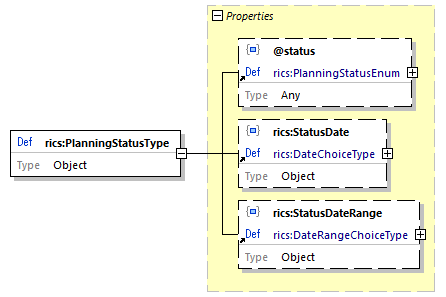 Properties
@status
Def rics:PlanningStatusEnum
Type Any
Def rics:PlanningStatusType
Type Object
rics:StatusDate
Def rics:DateChoiceType
Type Object
rics:StatusDateRange
Def rics:DateRangeChoiceType
Type Object